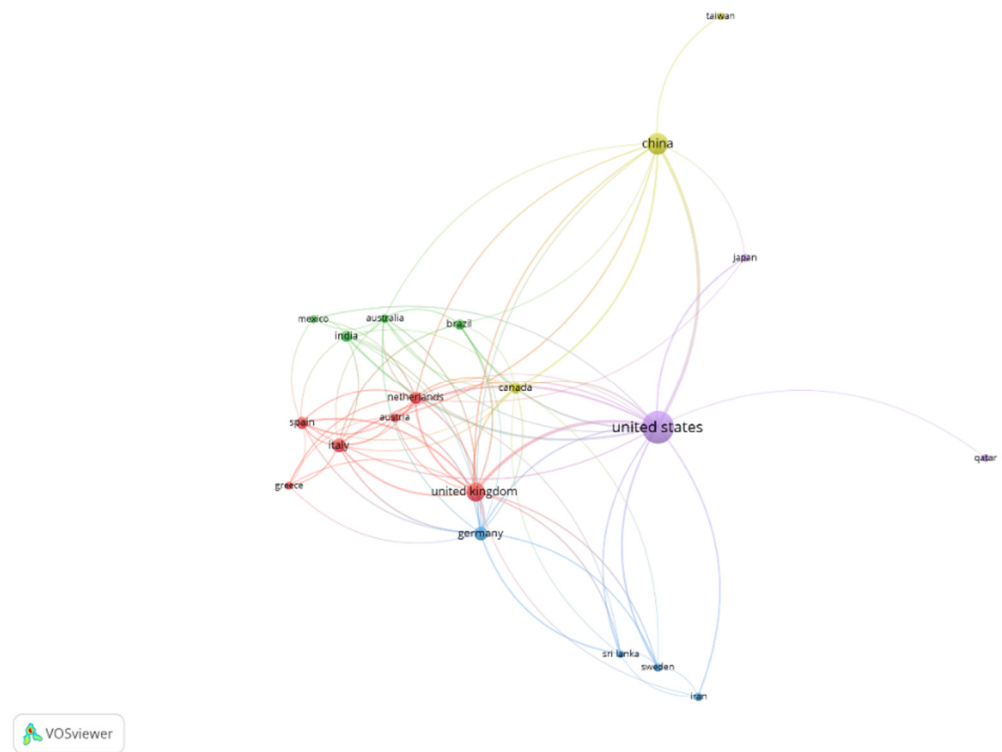 taiwan
china
japan
mexico
australia
brazil
india
canada
netherlands
austria
spain
united states
italy
qatar
greece
united kingdom
germany
sri lanka
sweden
iran
VOSviewer